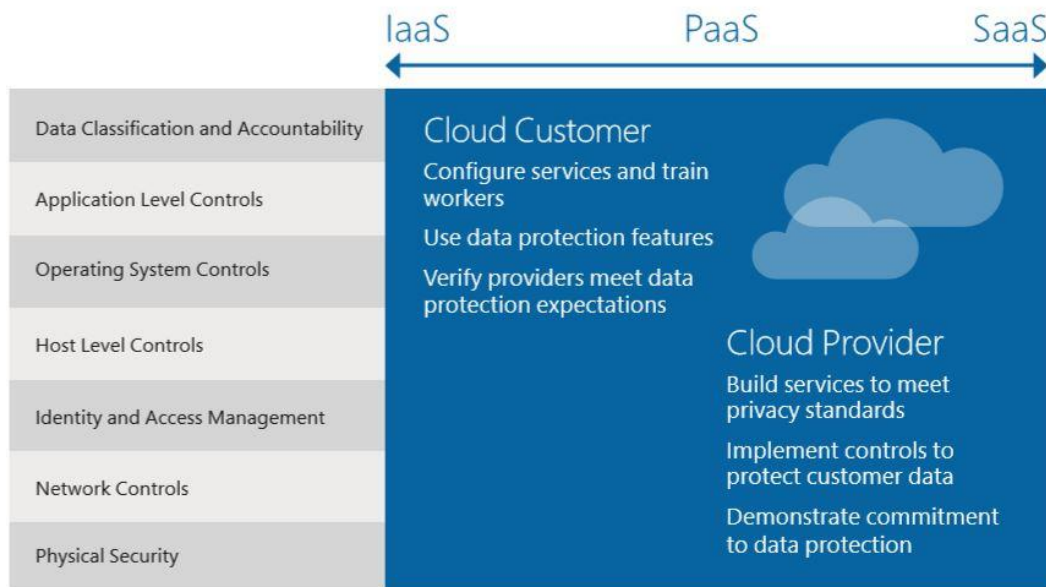 IaaS PaaS SaaS
Data Classification and Accountability
Application Level Controls
Operating System Controls
Host Level Controls
Identity and Access Management
Network Controls
Physical Security
Cloud Customer
Configure services and train
workers
Use data protection features
Verify providers meet data
protection expectations
Cloud Provider
Build services to meet
privacy standards
Implement controls to
protect customer data
Demonstrate commitment
to data protection